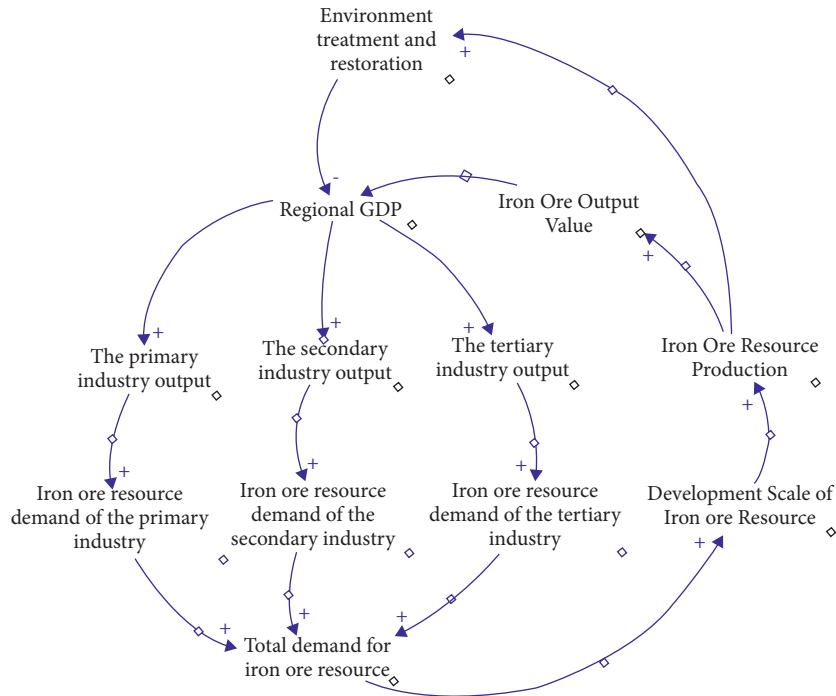 Environment
treatment and
restoration
+
-
Regional GDP
Iron Ore Output
Value
+
+
+
+
The primary
industry output
The secondary
industry output
The tertiary
industry output
Iron Ore Resource
Production
+
+
+
+
Iron ore resource
demand of the primary
industry
Iron ore resource
demand of the
secondary industry
Iron ore resource
demand of the tertiary
industry
Development Scale of
Iron ore Resource
+
+
+
+
Total demand for
iron ore resource